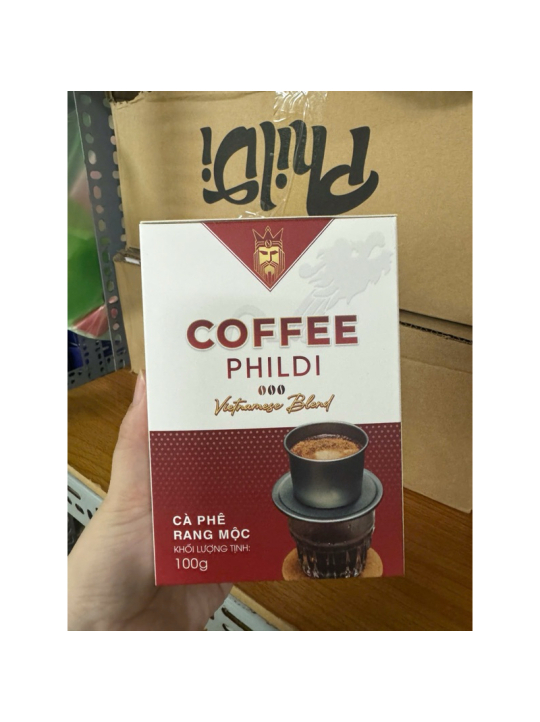 Phildi
COFFEE
PHILDI
Vietnamese Blend
CÀ PHÊ
RANG MỘC
KHỐI LƯỢNG TỊNH:
100g